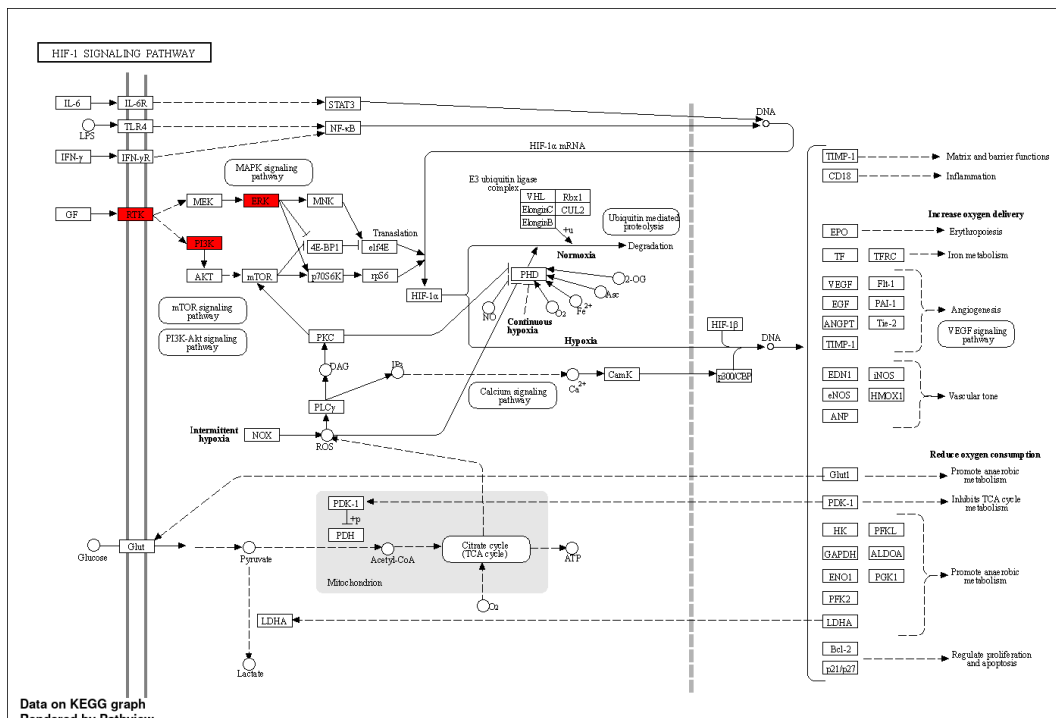 HIF-1 SIGNALING PATHWAY
IL-6
IL-6R
STAT3
DNA
LPS
TLR4
NF-κB
IFN-γ
IFN-γR
HIF-1α mRNA
MAPK signaling
pathway
GF
RTK
MEK
ERK
MNK
Translation
PI3K
4E-BP1
eIf4E
AKT
mTOR
p70S6K
rpS6
HIF-1α
mTOR signaling
pathway
PI3K-Akt signaling
pathway
E3 ubiquitin ligase
complex
VHL
Rbx1
ElonginC
CUL2
ElonginB
+u
Ubiquitin mediated
proteolysis
Degradation
Normoxia
PHD
2-OG
Asc
Fe2+
O2
NO
Continuous
hypoxia
Hypoxia
HIF-1β
DNA
p300/CBP
PKC
DAG
IP3
Ca2+
CamK
Calcium signaling
pathway
PLCγ
Intermittent
hypoxia
NOX
ROS
TIMP-1
Matrix and barrier functions
CD18
Inflammation
Increase oxygen delivery
EPO
Erythropoiesis
TF
TFRC
Iron metabolism
VEGF
Flt-1
EGF
PAI-1
Angiogenesis
ANGPT
Tie-2
VEGF signaling
pathway
TIMP-1
EDN1
iNOS
eNOS
HMOX1
Vascular tone
ANP
Reduce oxygen consumption
Glut1
Promote anaerobic
metabolism
PDK-1
Inhibits TCA cycle
metabolism
HK
PFKL
GAPDH
ALDOA
Promote anaerobic
metabolism
ENO1
PGK1
PFK2
LDHA
Bcl-2
Regulate proliferation
and apoptosis
p21/p27
PDK-1
+p
PDH
Glucose
Glut
Pyruvate
Acetyl-CoA
Citrate cycle
(TCA cycle)
ATP
Mitochondrion
O2
LDHA
Lactate
Data on KEGG graph
Rendered by Pathview